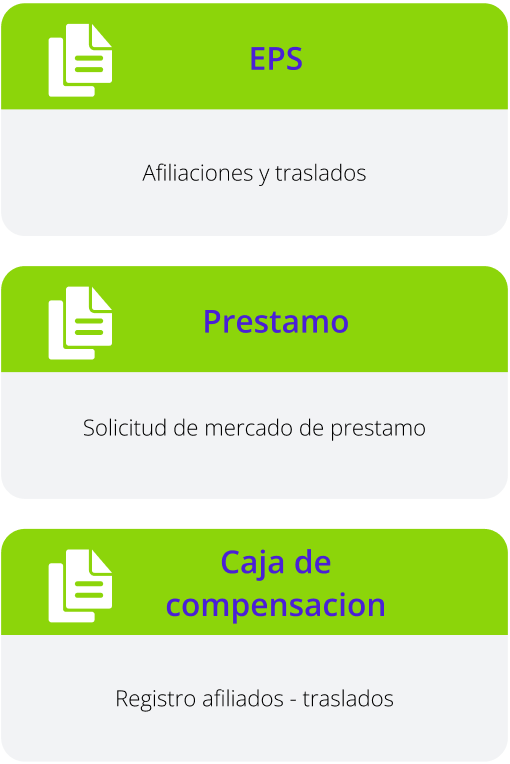 EPS
Afiliaciones y traslados
Prestamo
Solicitud de mercado de prestamo
Caja de
compensacion
Registro afiliados - traslados